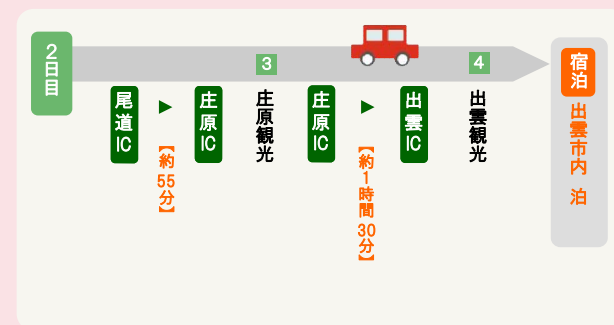 2日目
尾道IC
▶
【約55分】
庄原IC
3
庄原観光
庄原IC
▶
【約1時間30分】
出雲IC
4
出雲観光
宿泊
出雲市内 泊